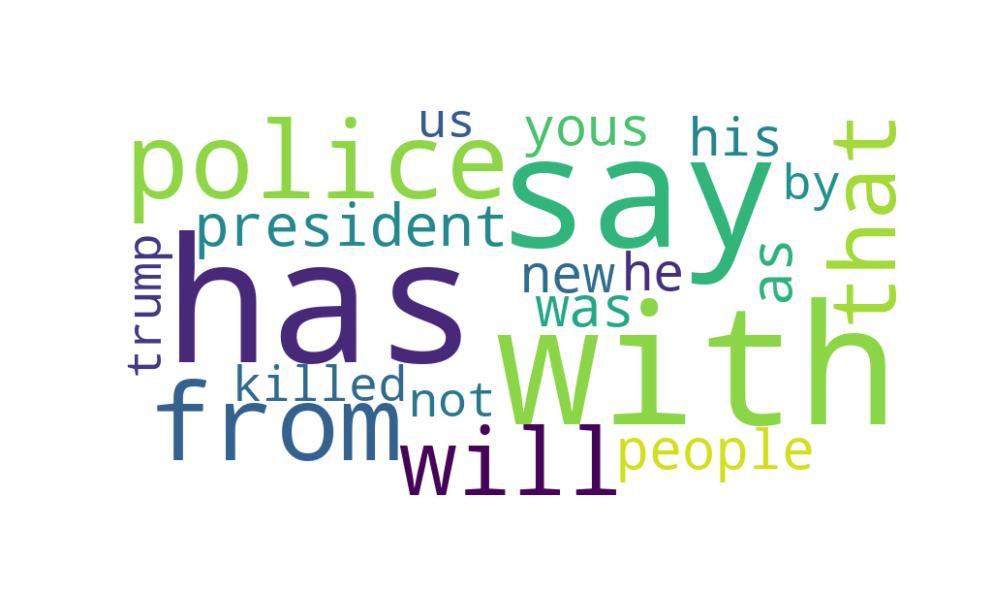 us
yous
his
police
say
by
that
president
trump
has
new
he
as
was
with
killed
not
from
will
people